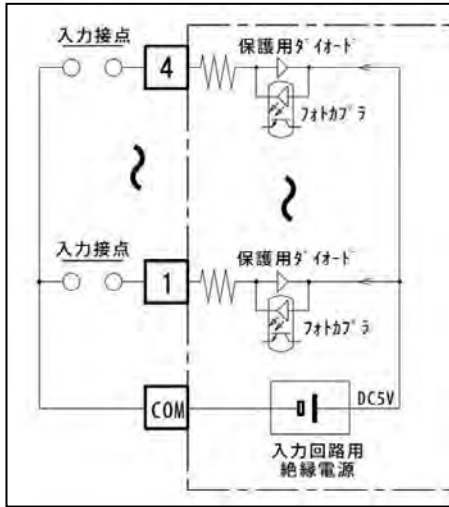 入力接点
4
保護用ダイオード
フォトカプラ
入力接点
1
保護用ダイオード
フォトカプラ
COM
DC5V
入力回路用
絶縁電源